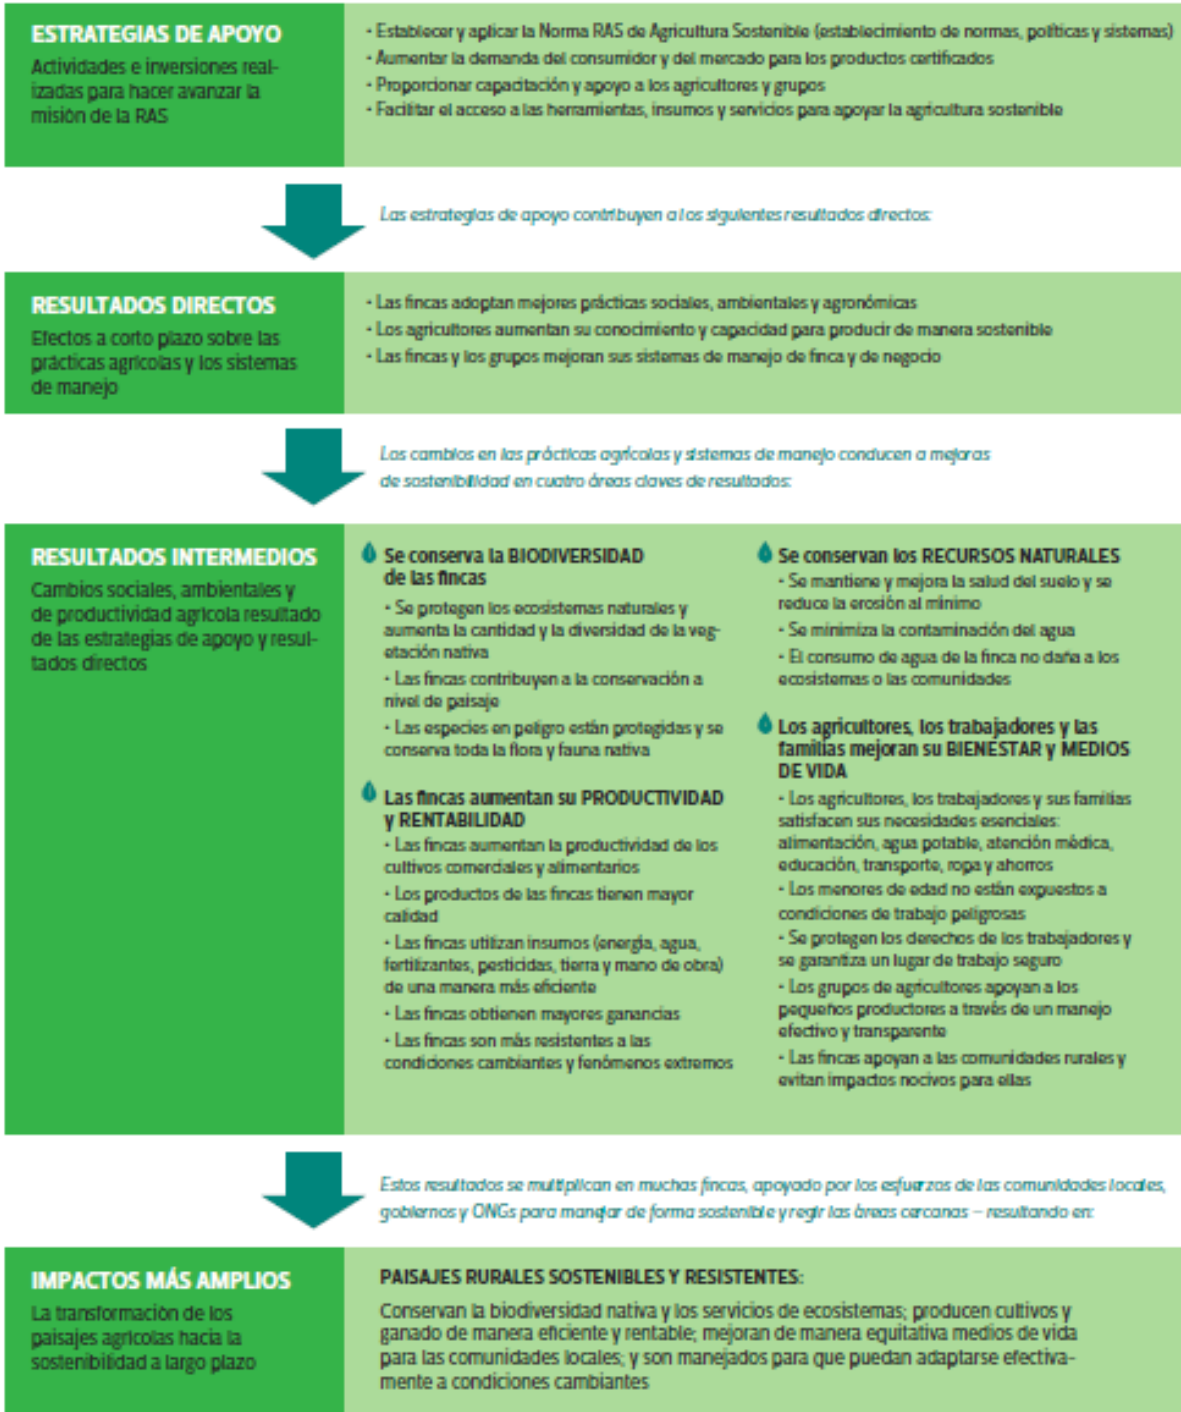 ESTRATEGIAS DE APOYO
Actividades e inversiones real-
izadas para hacer avanzar la
misión de la RAS
• Establecer y aplicar la Norma RAS de Agricultura Sostenible (establecimiento de normas, políticas y sistemas)
• Aumentar la demanda del consumidor y del mercado para los productos certificados
• Proporcionar capacitación y apoyo a los agricultores y grupos
• Facilitar el acceso a las herramientas, insumos y servicios para apoyar la agricultura sostenible
Las estrategias de apoyo contribuyen a los siguientes resultados directos:
RESULTADOS DIRECTOS
Efectos a corto plazo sobre las
prácticas agrícolas y los sistemas
de manejo
• Las fincas adoptan mejores prácticas sociales, ambientales y agronómicas
• Los agricultores aumentan su conocimiento y capacidad para producir de manera sostenible
• Las fincas y los grupos mejoran sus sistemas de manejo de finca y de negocio
Los cambios en las prácticas agrícolas y sistemas de manejo conducen a mejoras
de sostenibilidad en cuatro áreas claves de resultados:
RESULTADOS INTERMEDIOS
Cambios sociales, ambientales y
de productividad agrícola resultado
de las estrategias de apoyo y resul-
tados directos
Se conserva la BIODIVERSIDAD
de las fincas
• Se protegen los ecosistemas naturales y
aumenta la cantidad y la diversidad de la veg-
etación nativa
• Las fincas contribuyen a la conservación a
nivel de paisaje
• Las especies en peligro están protegidas y se
conserva toda la flora y fauna nativa
Las fincas aumentan su PRODUCTIVIDAD
y RENTABILIDAD
• Las fincas aumentan la productividad de los
cultivos comerciales y alimentarios
• Los productos de las fincas tienen mayor
calidad
• Las fincas utilizan insumos (energía, agua,
fertilizantes, pesticidas, tierra y mano de obra)
de una manera más eficiente
• Las fincas obtienen mayores ganancias
• Las fincas son más resistentes a las
condiciones cambiantes y fenómenos extremos
Se conservan los RECURSOS NATURALES
• Se mantiene y mejora la salud del suelo y se
reduce la erosión al mínimo
• Se minimiza la contaminación del agua
• El consumo de agua de la finca no daña a los
ecosistemas o las comunidades
Los agricultores, los trabajadores y las
familias mejoran su BIENESTAR y MEDIOS
DE VIDA
• Los agricultores, los trabajadores y sus familias
satisfacen sus necesidades esenciales:
alimentación, agua potable, atención médica,
educación, transporte, ropa y ahorros
• Los menores de edad no están expuestos a
condiciones de trabajo peligrosas
• Se protegen los derechos de los trabajadores y
se garantiza un lugar de trabajo seguro
• Los grupos de agricultores apoyan a los
pequeños productores a través de un manejo
efectivo y transparente
• Las fincas apoyan a las comunidades rurales y
evitan impactos nocivos para ellas
Estos resultados se multiplican en muchas fincas, apoyado por los esfuerzos de las comunidades locales,
gobiernos y ONGs para manejar de forma sostenible y regir las áreas cercanas – resultando en:
IMPACTOS MÁS AMPLIOS
La transformación de los
paisajes agrícolas hacia la
sostenibilidad a largo plazo
PAISAJES RURALES SOSTENIBLES Y RESISTENTES:
Conservan la biodiversidad nativa y los servicios de ecosistemas; producen cultivos y
ganado de manera eficiente y rentable; mejoran de manera equitativa medios de vida
para las comunidades locales; y son manejados para que puedan adaptarse efectiva-
mente a condiciones cambiantes